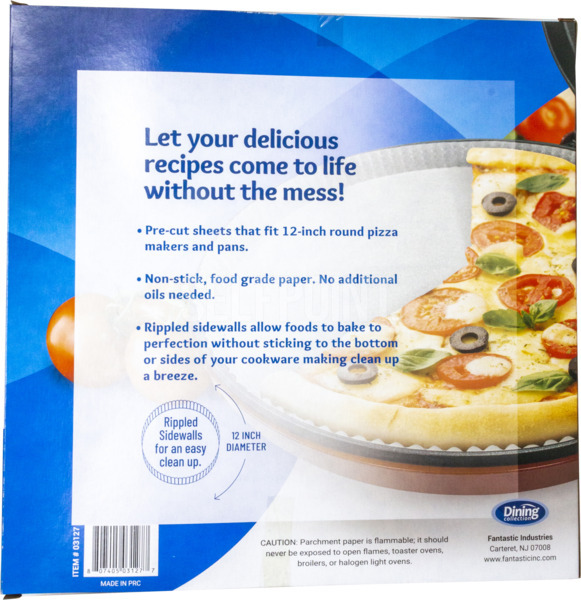 Let your delicious
recipes come to life
without the mess!
• Pre-cut sheets that fit 12-inch round pizza
makers and pans.
• Non-stick, food grade paper. No additional
oils needed.
• Rippled sidewalls allow foods to bake to
perfection without sticking to the bottom
or sides of your cookware making clean up
a breeze.
Rippled
Sidewalls
for an easy
clean up.
12 INCH
DIAMETER
ITEM # 03127
8 07405 03127 7
MADE IN PRC
CAUTION: Parchment paper is flammable; it should
never be exposed to open flames, toaster ovens,
broilers, or halogen light ovens.
Dining
collection
Fantastic Industries
Carteret, NJ 07008
www.fantasticinc.com